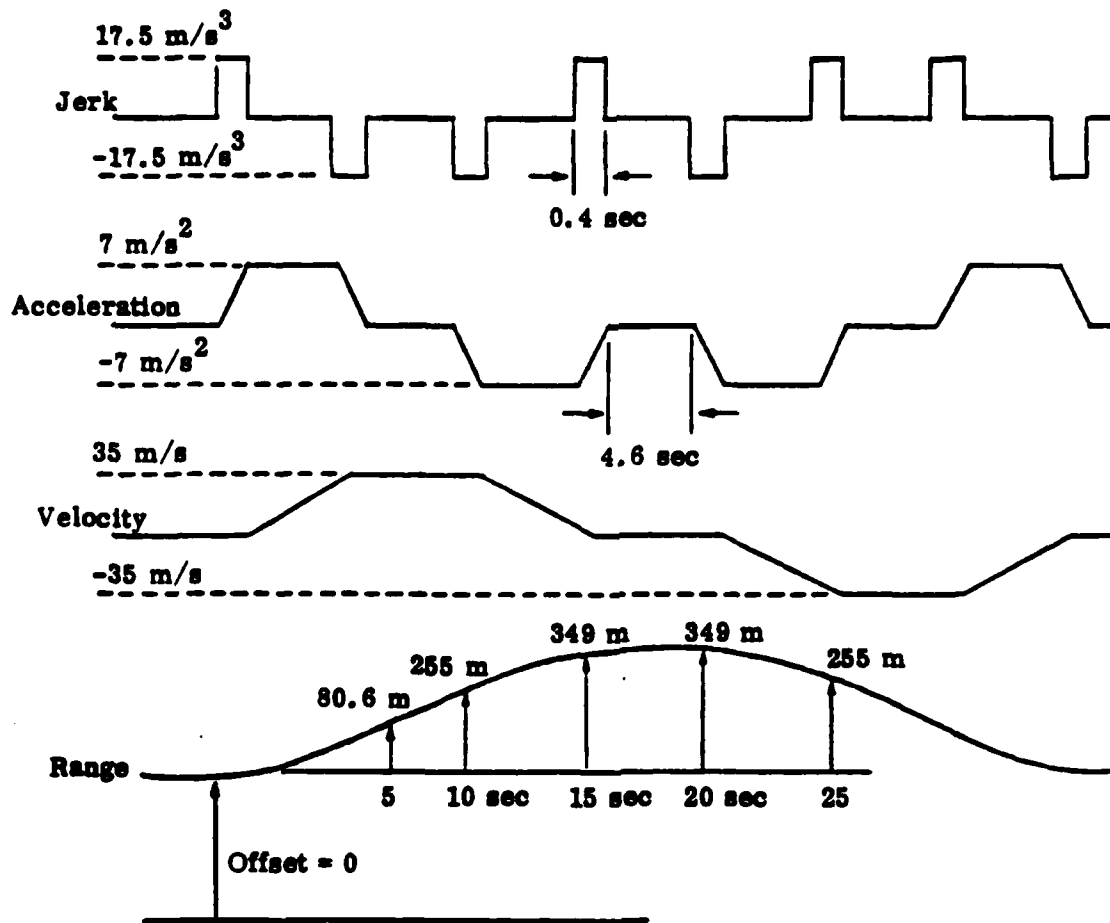 17.5 m/s³
Jerk
-17.5 m/s³
0.4 sec
7 m/s²
Acceleration
-7 m/s²
4.6 sec
35 m/s
Velocity
-35 m/s
349 m 349 m
255 m 255 m
80.6 m
Range
5 10 sec 15 sec 20 sec 25
Offset = 0